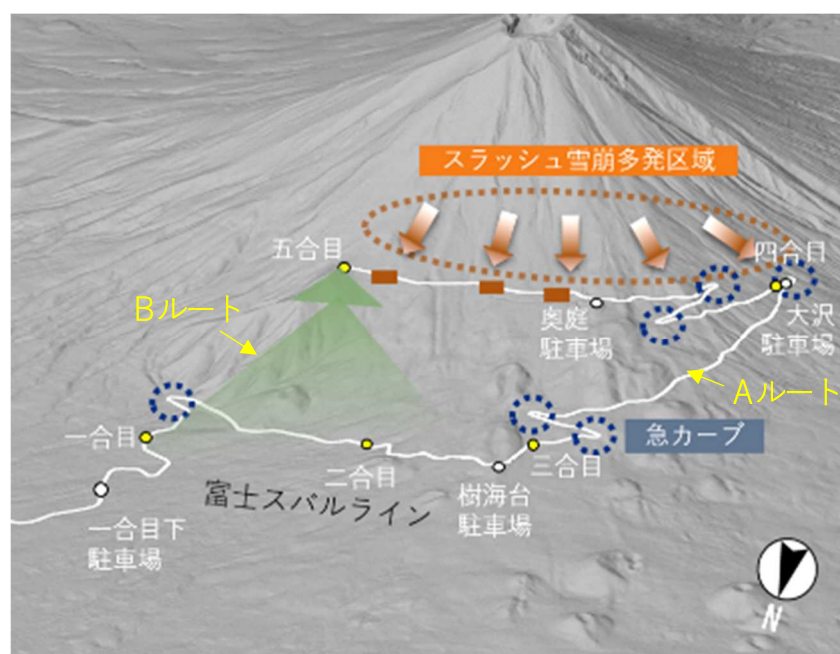 スラッシュ雪崩多発区域
五合目
四合目
Bルート
奥庭
駐車場
大沢
駐車場
Aルート
一合目
急カーブ
二合目
三合目
富士スバルライン
樹海台
駐車場
一合目下
駐車場
N